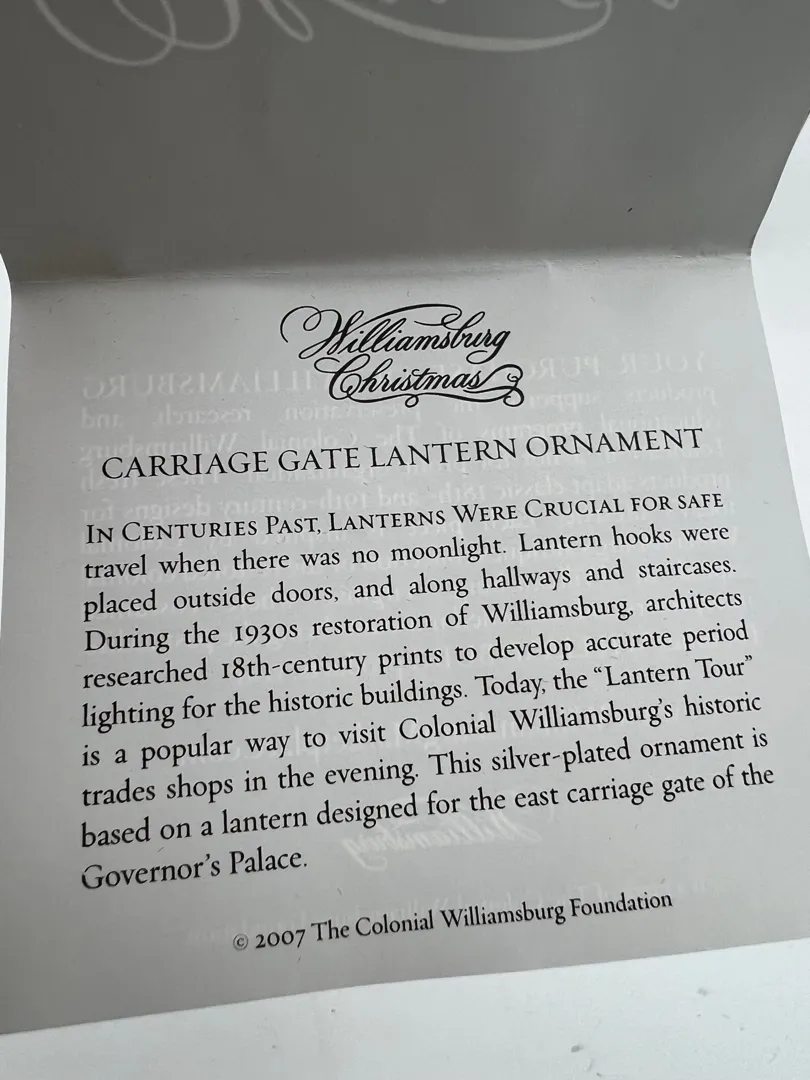 Williamsburg
Christmas
CARRIAGE GATE LANTERN ORNAMENT
IN CENTURIES PAST, LANTERNS WERE CRUCIAL FOR SAFE
travel when there was no moonlight. Lantern hooks were
placed outside doors, and along hallways and staircases.
During the 1930s restoration of Williamsburg, architects
researched 18th-century prints to develop accurate period
lighting for the historic buildings. Today, the “Lantern Tour”
is a popular way to visit Colonial Williamsburg’s historic
trades shops in the evening. This silver-plated ornament is
based on a lantern designed for the east carriage gate of the
Governor’s Palace.
© 2007 The Colonial Williamsburg Foundation